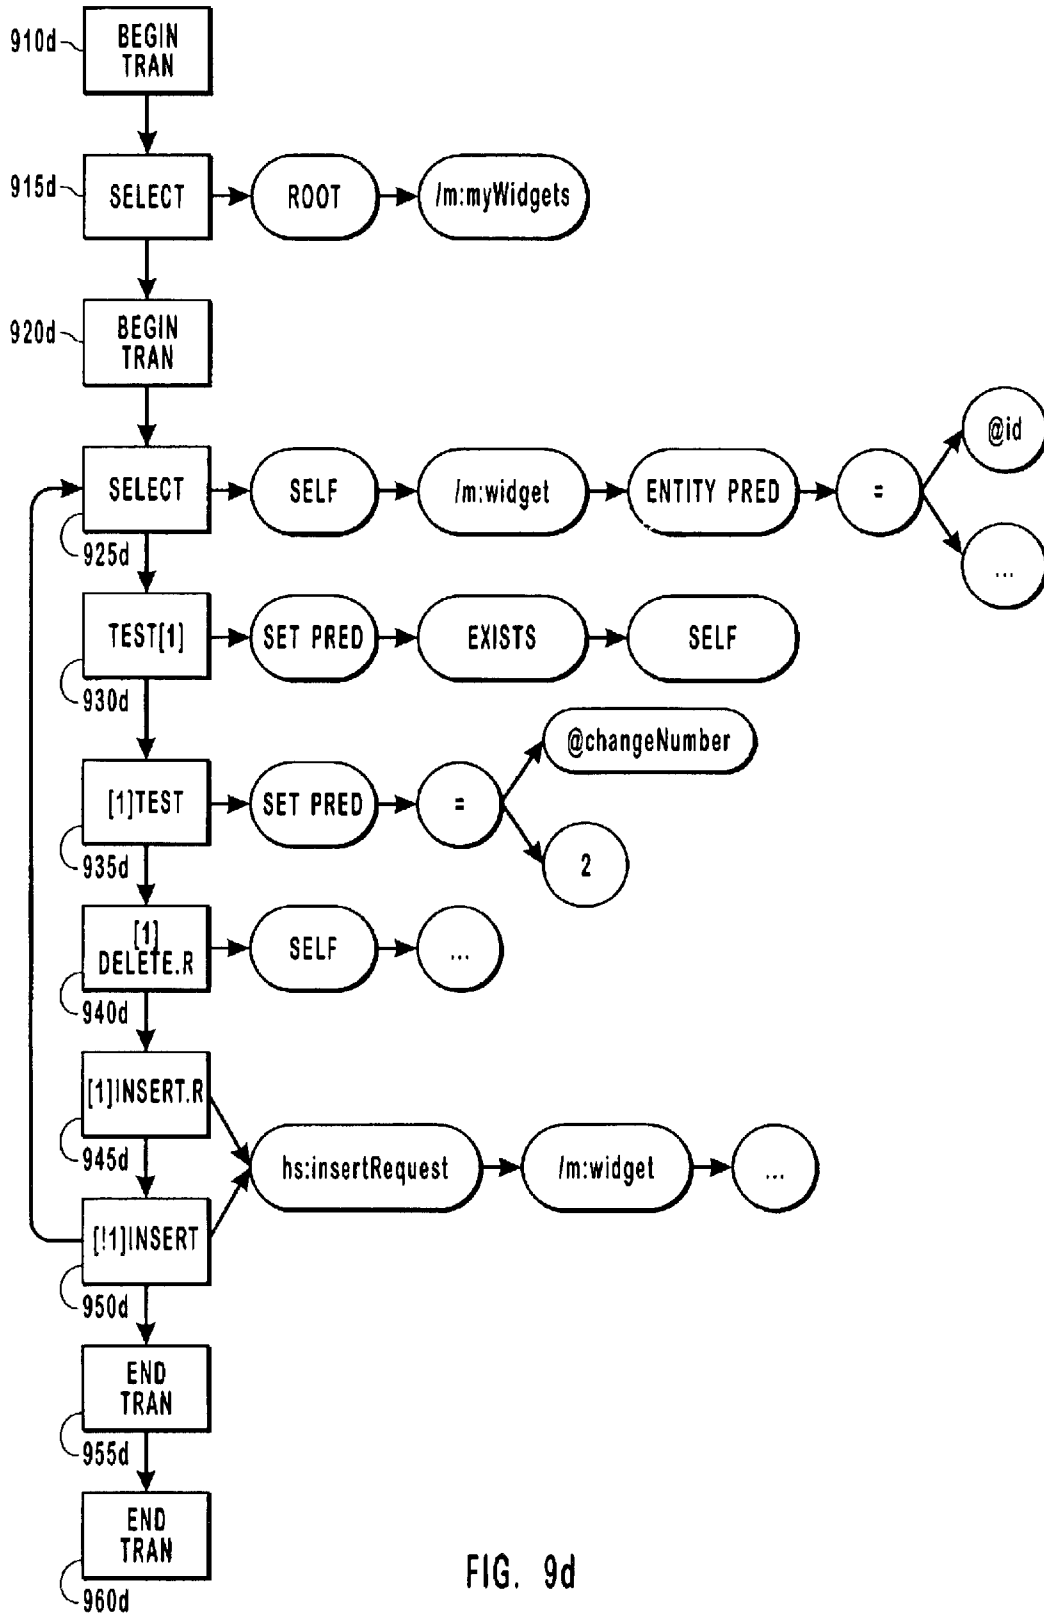 910d
BEGIN
TRAN
915d
SELECT
ROOT
/m:myWidgets
920d
BEGIN
TRAN
SELECT
SELF
/m:widget
ENTITY PRED
=
@id
...
925d
TEST[1]
SET PRED
EXISTS
SELF
930d
[1]TEST
SET PRED
=
@changeNumber
2
935d
[1]
DELETE.R
SELF
...
940d
[1]INSERT.R
945d
hs:insertRequest
/m:widget
...
[!1]INSERT
950d
END
TRAN
955d
END
TRAN
960d
FIG. 9d